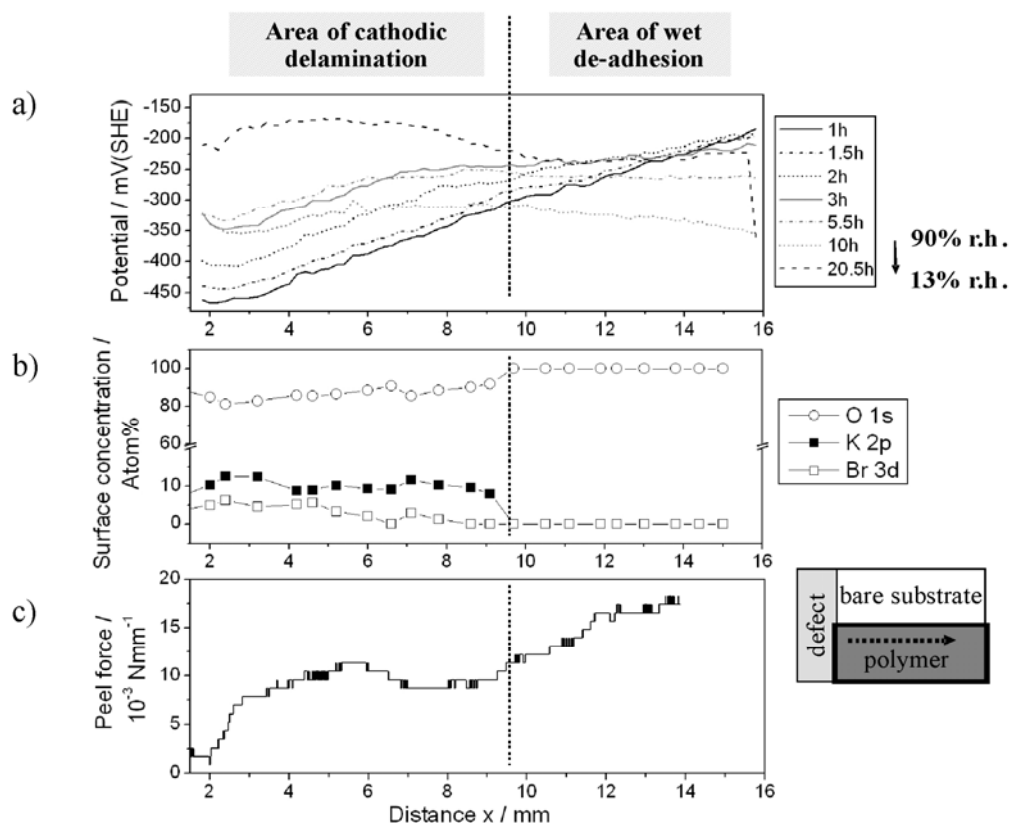 Area of cathodic
delamination
Area of wet
de-adhesion
a)
Potential / mV(SHE)
-150
-200
-250
-300
-350
-400
-450
2 4 6 8 10 12 14 16
1h
1.5h
2h
3h
5.5h
10h
20.5h
90% r.h.
13% r.h.
b)
Surface concentration /
Atom%
100
80
60
10
0
2 4 6 8 10 12 14 16
O 1s
K 2p
Br 3d
c)
Peel force /
10⁻³ Nmm⁻¹
20
15
10
5
0
2 4 6 8 10 12 14 16
Distance x / mm
defect
bare substrate
polymer